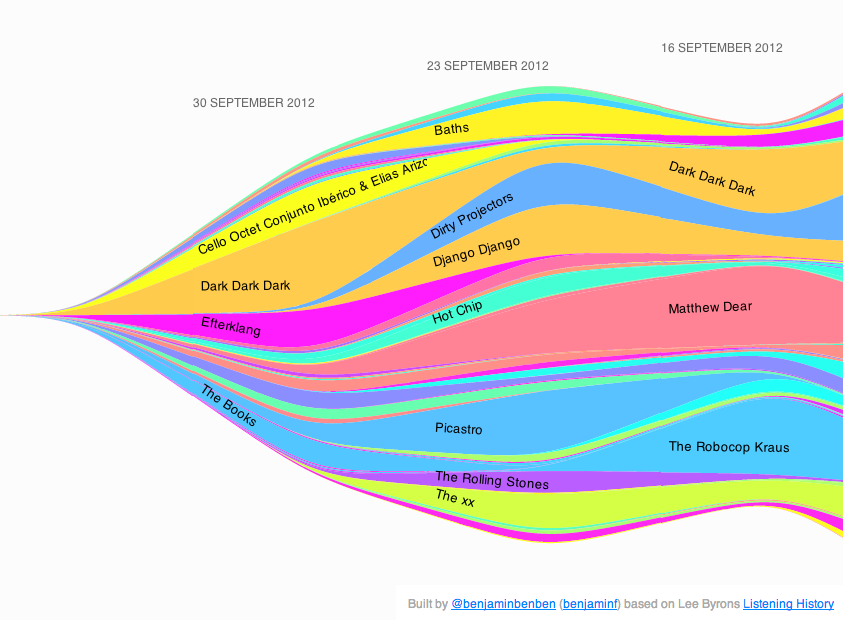 16 SEPTEMBER 2012
23 SEPTEMBER 2012
30 SEPTEMBER 2012
Baths
Cello Octet Conjunto Ibérico & Elias Arizc
Dark Dark Dark
Dirty Projectors
Django Django
Dark Dark Dark
Efterklang
Hot Chip
Matthew Dear
The Books
Picastro
The Robocop Kraus
The Rolling Stones
The xx
Built by @benjaminbenben (benjaminf) based on Lee Byrons Listening History